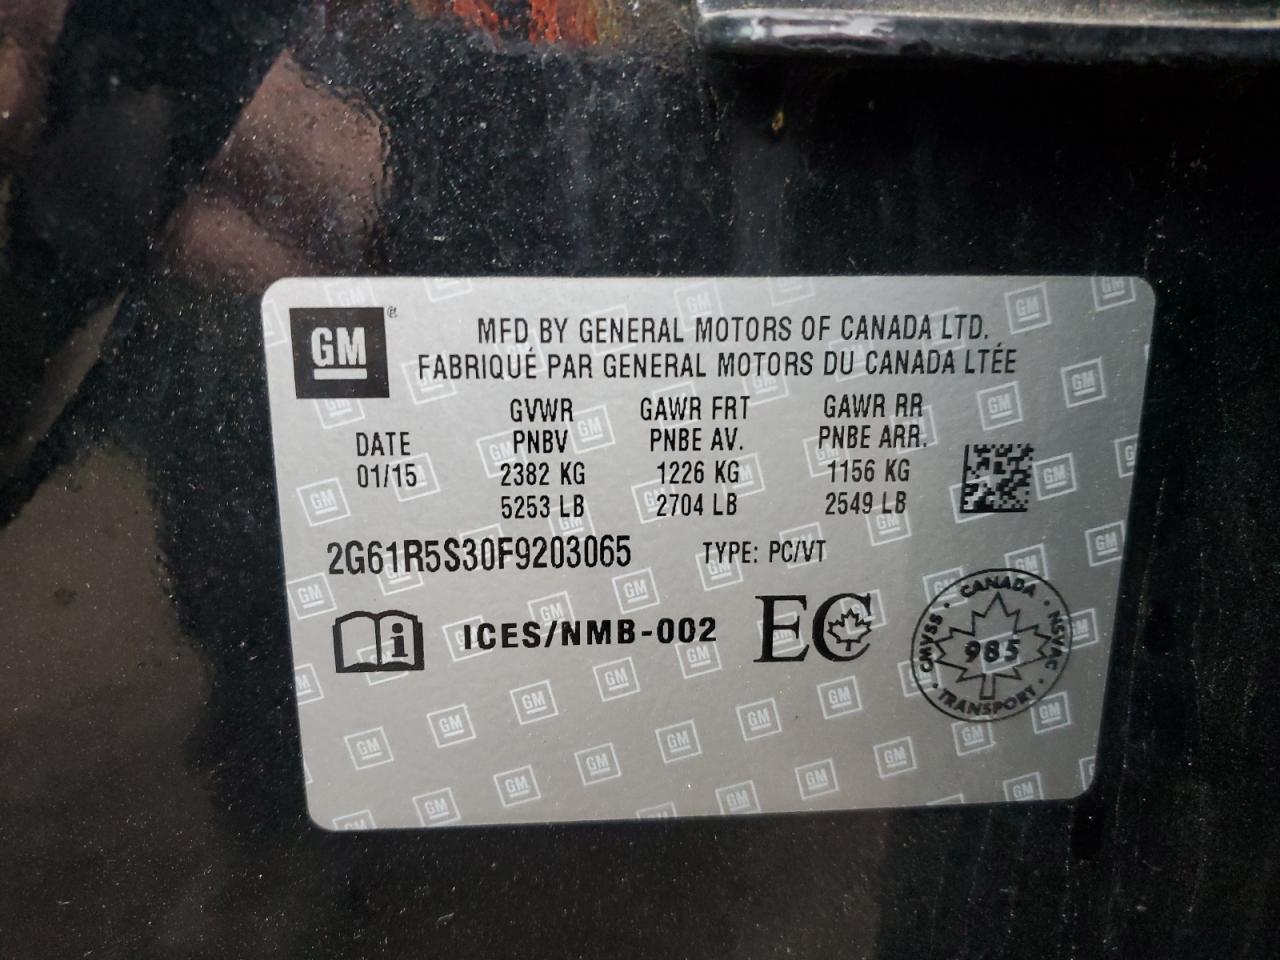 GM ®
MFD BY GENERAL MOTORS OF CANADA LTD.
FABRIQUÉ PAR GENERAL MOTORS DU CANADA LTÉE
GVWR GAWR FRT GAWR RR
DATE PNBV PNBE AV. PNBE ARR.
01/15 2382 KG 1226 KG 1156 KG
5253 LB 2704 LB 2549 LB
2G61R5S30F9203065 TYPE: PC/VT
i ICES/NMB-002 EC
CANADA · NSVAC · TRANSPORT · CMVSS ·
985